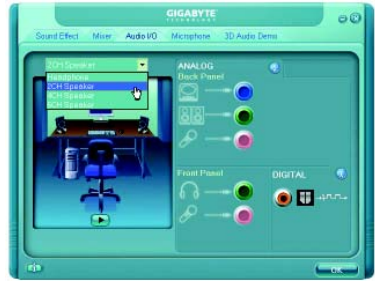 GIGABYTE
TECHNOLOGY
Sound Effect Mixer Audio I/O Microphone 3D Audio Demo
2CH Speaker
Headphone
2CH Speaker
4CH Speaker
6CH Speaker
ANALOG
Back Panel
Front Panel
DIGITAL
OK